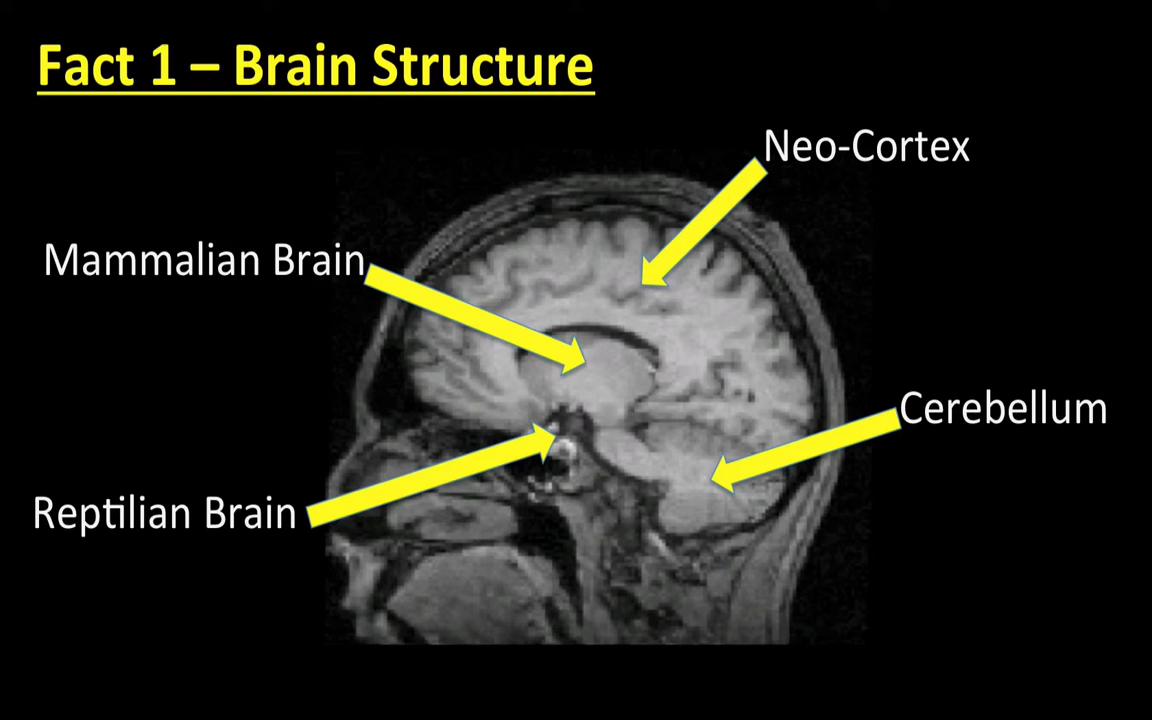 Fact 1 – Brain Structure
Neo-Cortex
Mammalian Brain
Cerebellum
Reptilian Brain